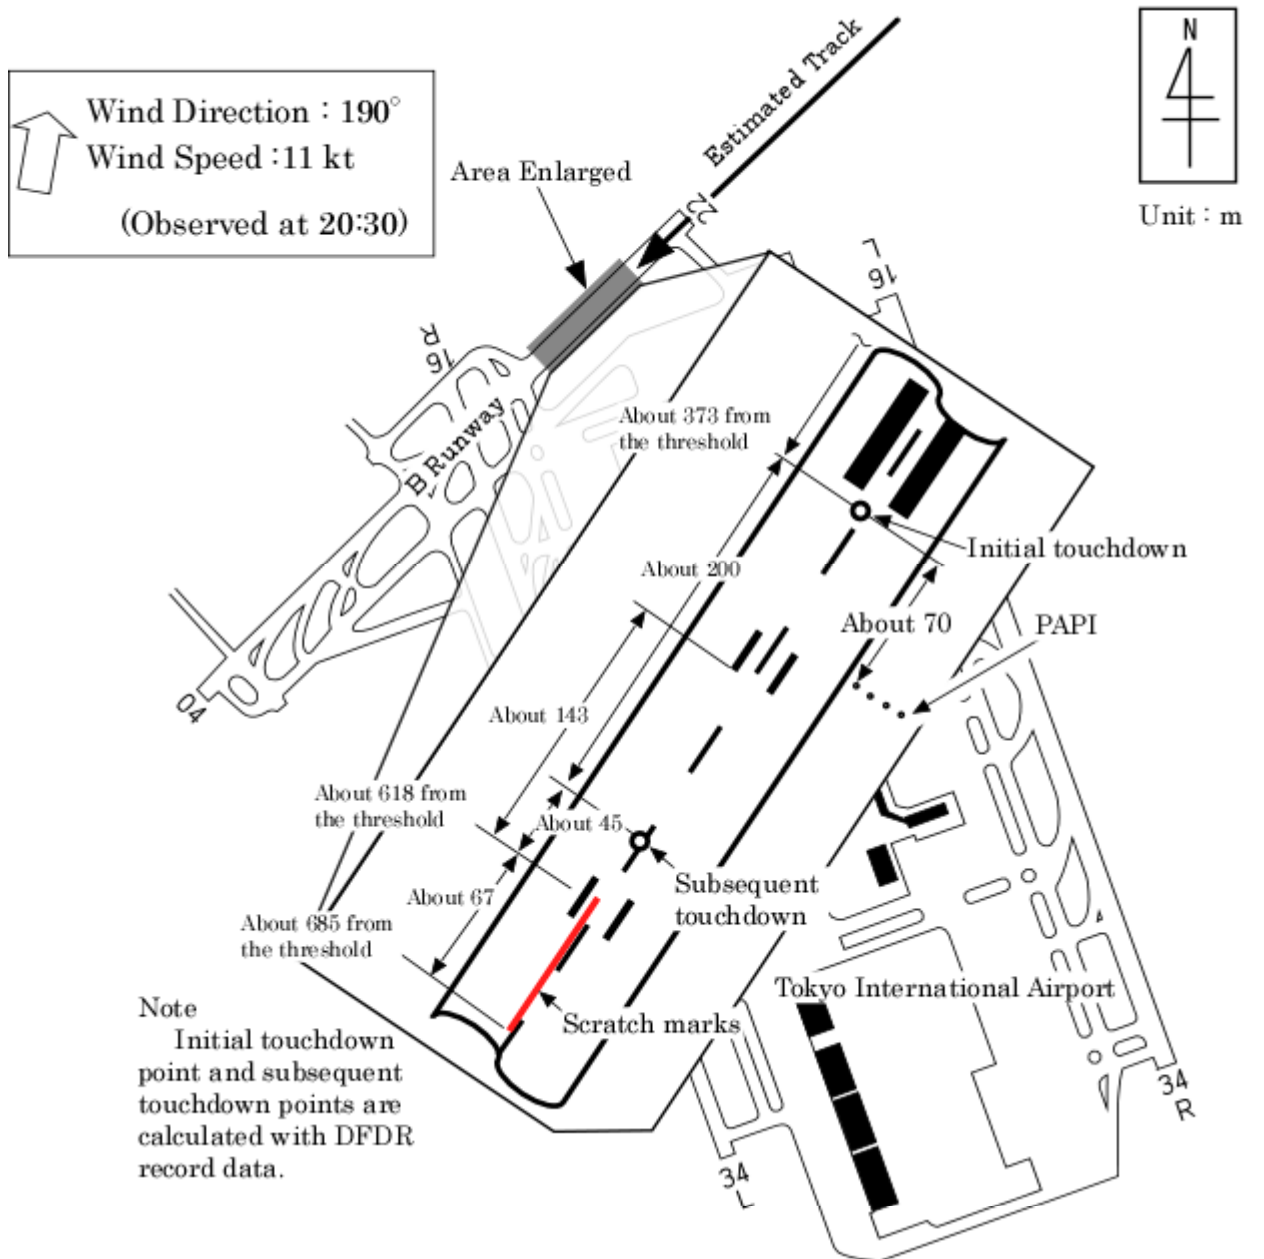 N
Unit : m
Wind Direction : 190°
Wind Speed :11 kt
(Observed at 20:30)
Estimated Track
Area Enlarged
22
16 L
16R
B Runway
04
About 373 from
the threshold
Initial touchdown
About 200
About 70
PAPI
About 143
About 618 from
the threshold
About 45
Subsequent
touchdown
About 67
About 685 from
the threshold
Scratch marks
Tokyo International Airport
Note
Initial touchdown
point and subsequent
touchdown points are
calculated with DFDR
record data.
34
L
34
R